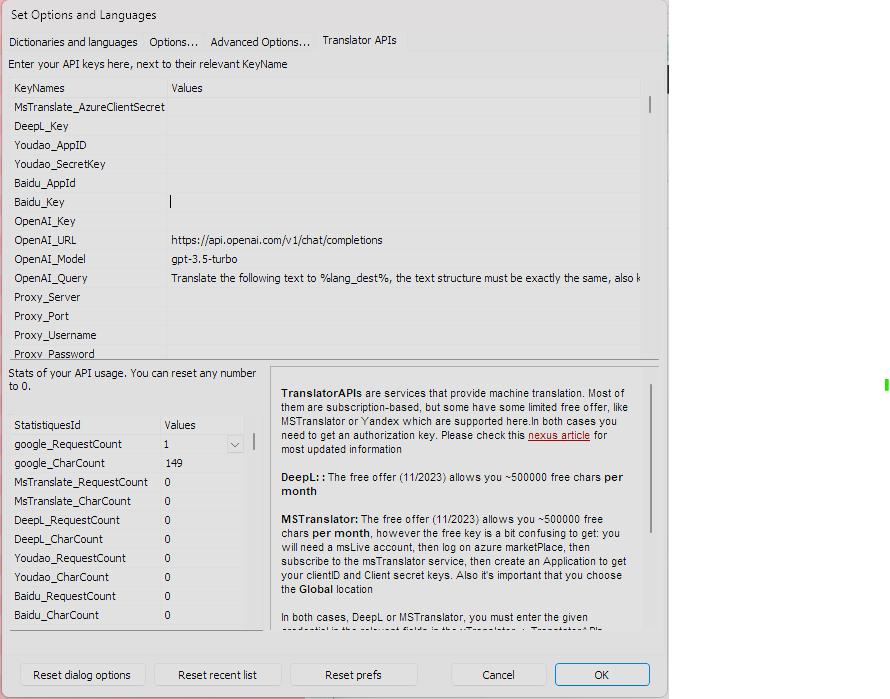 Set Options and Languages
Dictionaries and languages Options... Advanced Options... Translator APIs
Enter your API keys here, next to their relevant KeyName
KeyNames Values
MsTranslate_AzureClientSecret
DeepL_Key
Youdao_AppID
Youdao_SecretKey
Baidu_AppId
Baidu_Key
OpenAI_Key
OpenAI_URL https://api.openai.com/v1/chat/completions
OpenAI_Model gpt-3.5-turbo
OpenAI_Query Translate the following text to %lang_dest%, the text structure must be exactly the same, also k
Proxy_Server
Proxy_Port
Proxy_Username
Proxy_Password
Stats of your API usage. You can reset any number
to 0.
StatistiquesId Values
google_RequestCount 1
google_CharCount 149
MsTranslate_RequestCount 0
MsTranslate_CharCount 0
DeepL_RequestCount 0
DeepL_CharCount 0
Youdao_RequestCount 0
Youdao_CharCount 0
Baidu_RequestCount 0
Baidu_CharCount 0
TranslatorAPIs are services that provide machine translation. Most of
them are subscription-based, but some have some limited free offer, like
MSTranslator or Yandex which are supported here.In both cases you
need to get an authorization key. Please check this nexus article for
most updated information
DeepL: : The free offer (11/2023) allows you ~500000 free chars per
month
MSTranslator: The free offer (11/2023) allows you ~500000 free
chars per month, however the free key is a bit confusing to get: you
will need a msLive account, then log on azure marketPlace, then
subscribe to the msTranslator service, then create an Application to get
your clientID and Client secret keys. Also it's important that you choose
the Global location
In both cases, DeepL or MSTranslator, you must enter the given
credential in the relevant fields in the
Reset dialog options Reset recent list Reset prefs Cancel OK